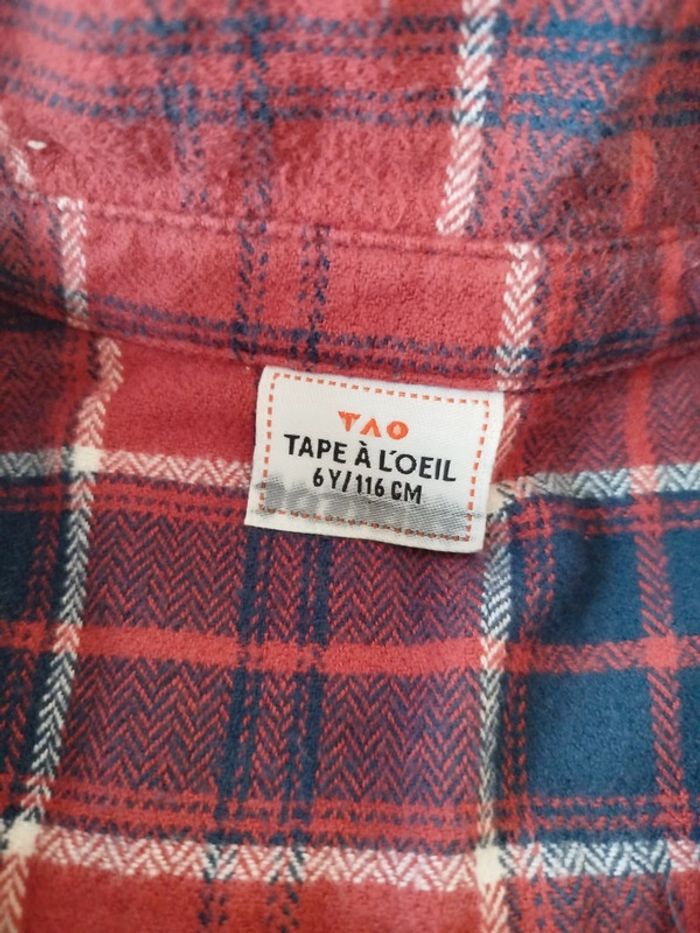 TAO
TAPE À L'OEIL
6Y/116 CM